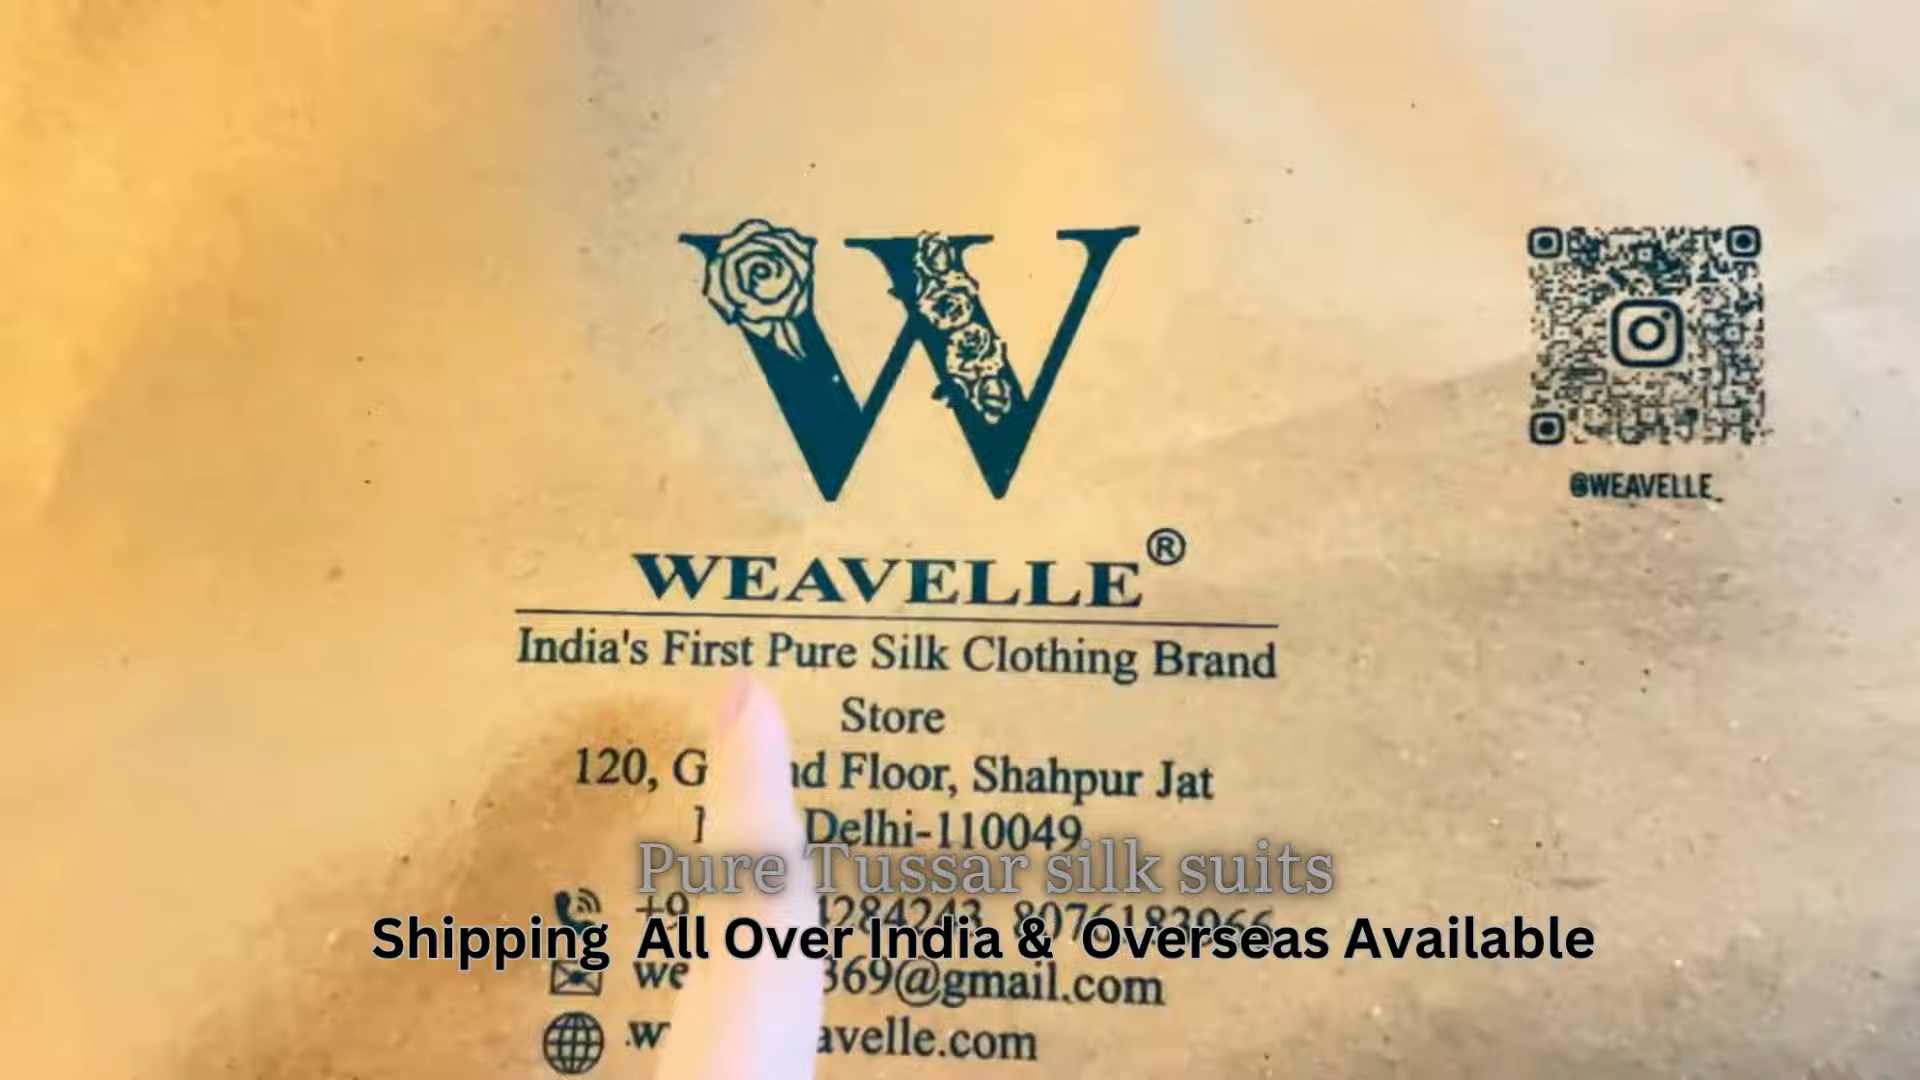 W
@WEAVELLE_
WEAVELLE®
India's First Pure Silk Clothing Brand
Store
120, Floor, Shahpur Jat
Delhi-110049
Pure Tussar silk suits
8076183966
Shipping All Over India & Overseas Available
369@gmail.com
avelle.com